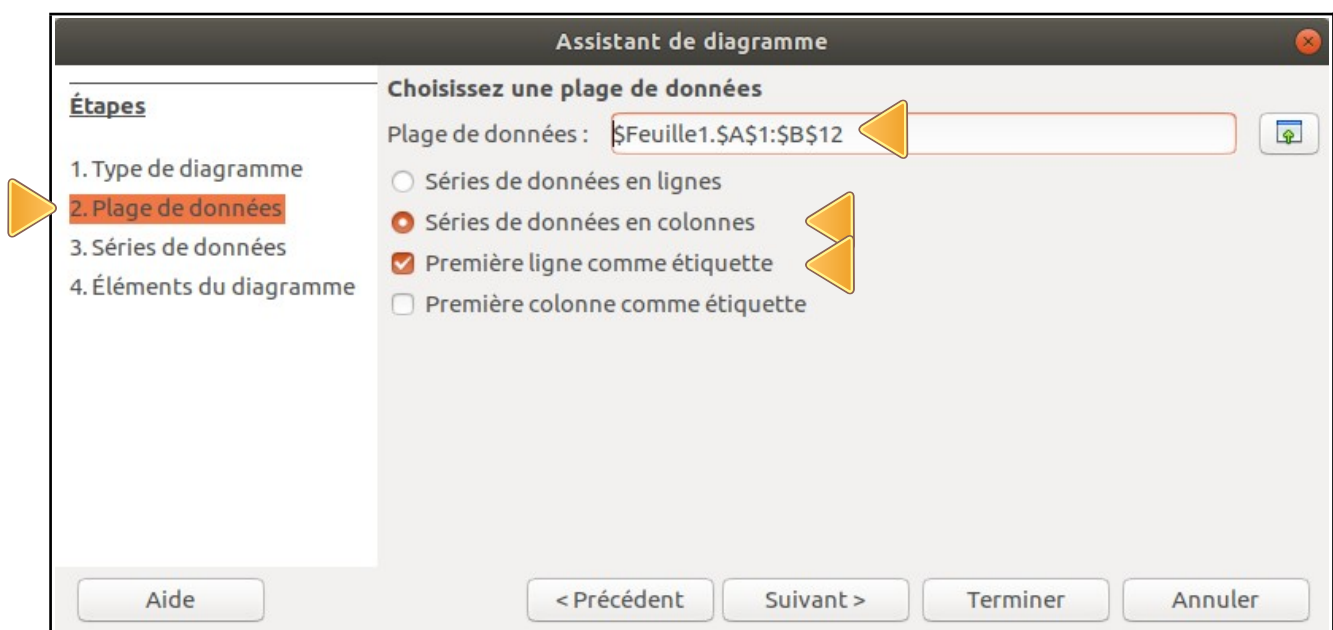 Assistant de diagramme
Étapes
1. Type de diagramme
2. Plage de données
3. Séries de données
4. Éléments du diagramme
Choisissez une plage de données
Plage de données : $Feuille1.$A$1:$B$12
Séries de données en lignes
Séries de données en colonnes
Première ligne comme étiquette
Première colonne comme étiquette
Aide < Précédent Suivant > Terminer Annuler